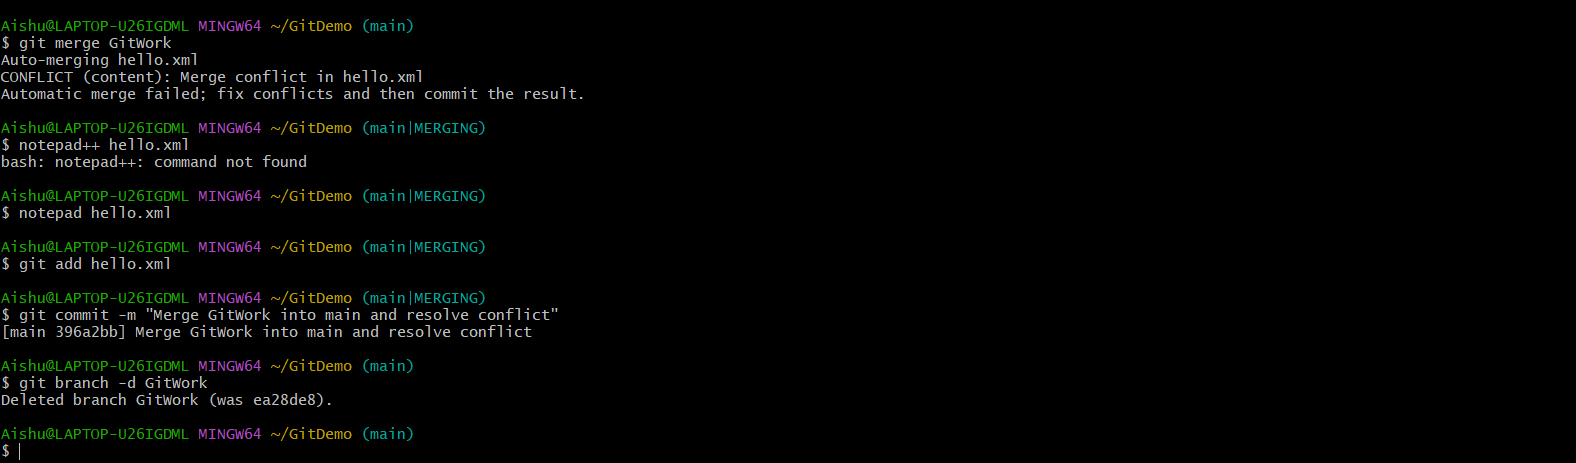 Aishu@LAPTOP-U26IGDML MINGW64 ~/GitDemo (main)
$ git merge GitWork
Auto-merging hello.xml
CONFLICT (content): Merge conflict in hello.xml
Automatic merge failed; fix conflicts and then commit the result.
Aishu@LAPTOP-U26IGDML MINGW64 ~/GitDemo (main|MERGING)
$ notepad++ hello.xml
bash: notepad++: command not found
Aishu@LAPTOP-U26IGDML MINGW64 ~/GitDemo (main|MERGING)
$ notepad hello.xml
Aishu@LAPTOP-U26IGDML MINGW64 ~/GitDemo (main|MERGING)
$ git add hello.xml
Aishu@LAPTOP-U26IGDML MINGW64 ~/GitDemo (main|MERGING)
$ git commit -m "Merge GitWork into main and resolve conflict"
[main 396a2bb] Merge GitWork into main and resolve conflict
Aishu@LAPTOP-U26IGDML MINGW64 ~/GitDemo (main)
$ git branch -d GitWork
Deleted branch GitWork (was ea28de8).
Aishu@LAPTOP-U26IGDML MINGW64 ~/GitDemo (main)
$